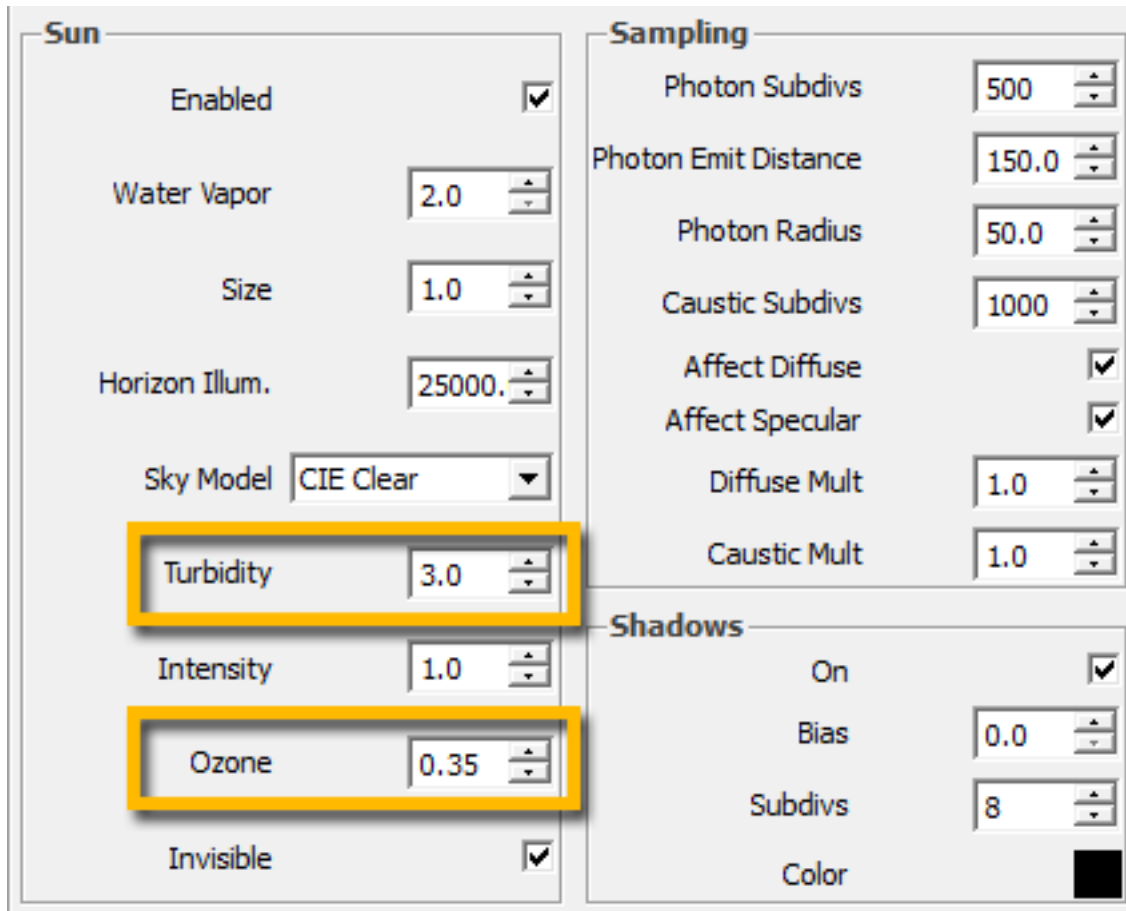 Sun
Enabled
Water Vapor 2.0
Size 1.0
Horizon Illum. 25000.
Sky Model CIE Clear
Turbidity 3.0
Intensity 1.0
Ozone 0.35
Invisible
Sampling
Photon Subdivs 500
Photon Emit Distance 150.0
Photon Radius 50.0
Caustic Subdivs 1000
Affect Diffuse
Affect Specular
Diffuse Mult 1.0
Caustic Mult 1.0
Shadows
On
Bias 0.0
Subdivs 8
Color